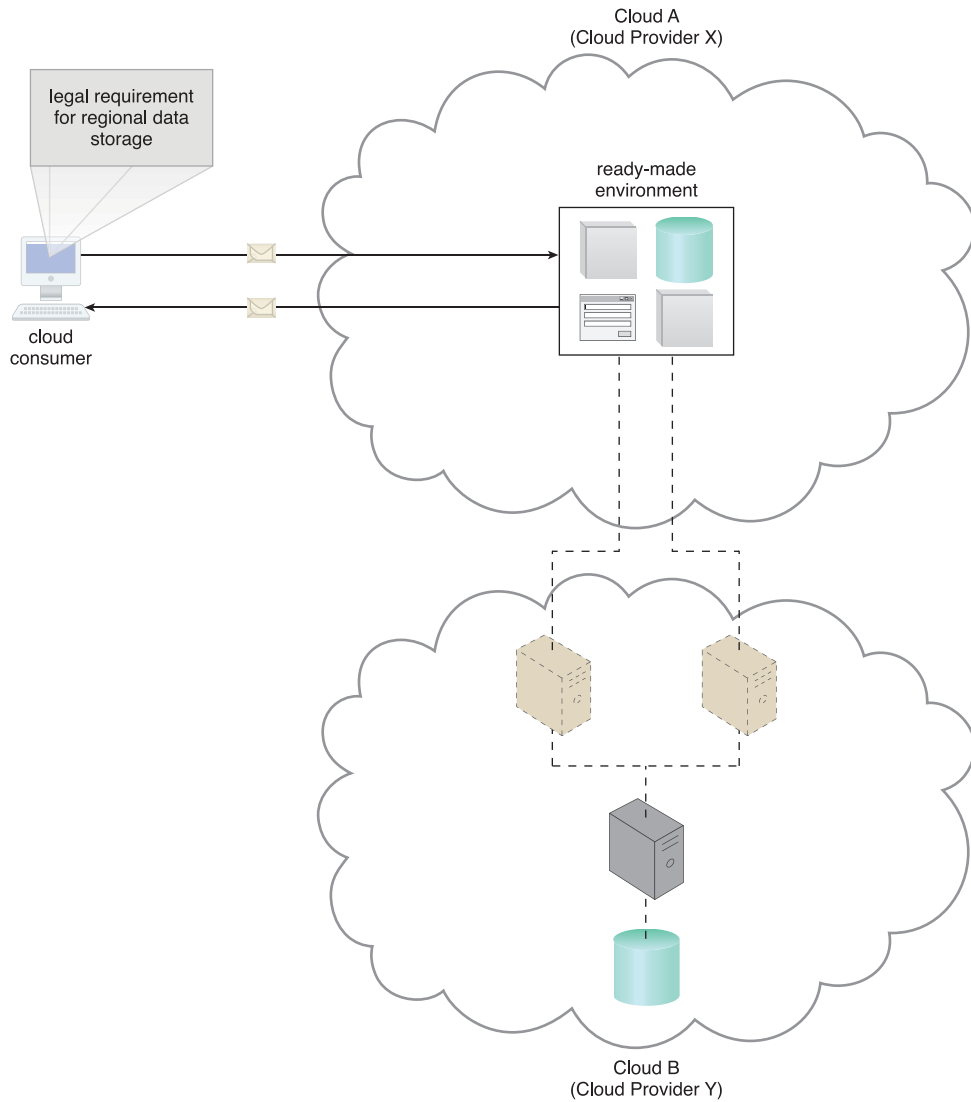 Cloud A
(Cloud Provider X)
legal requirement
for regional data
storage
ready-made
environment
cloud
consumer
Cloud B
(Cloud Provider Y)